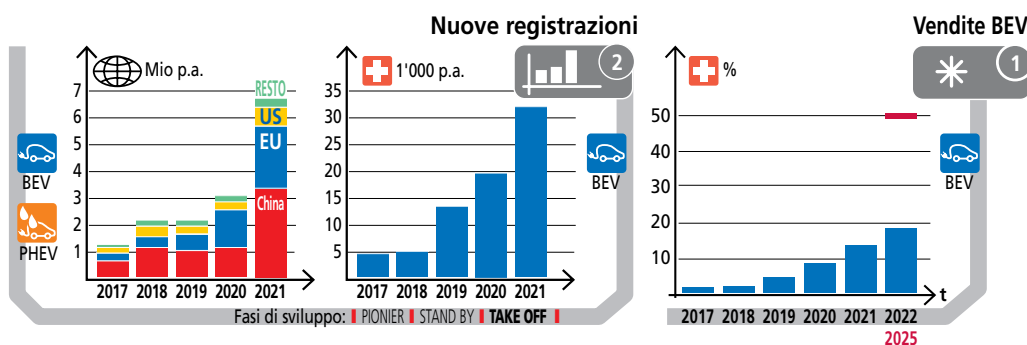 Nuove registrazioni
Vendite BEV
Mio p.a.
1'000 p.a.
2
%
1
7
6
5
4
3
2
1
RESTO
US
EU
China
BEV
PHEV
2017 2018 2019 2020 2021
35
30
25
20
15
10
5
BEV
2017 2018 2019 2020 2021
50
40
30
20
10
BEV
t
2017 2018 2019 2020 2021 2022
2025
Fasi di sviluppo: PIONIER STAND BY TAKE OFF